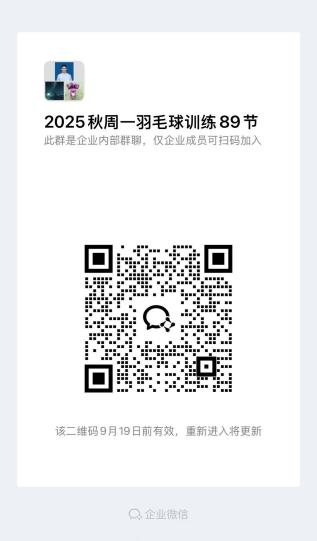 2025秋周一羽毛球训练89节
此群是企业内部群聊，仅企业成员可扫码加入
该二维码9月19日前有效，重新进入将更新
企业微信